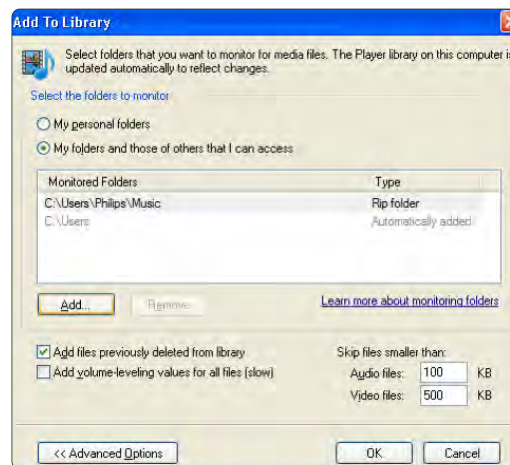 Add To Library
Select folders that you want to monitor for media files. The Player library on this computer is
updated automatically to reflect changes.
Select the folders to monitor
My personal folders
My folders and those of others that I can access
Monitored Folders Type
C:\Users\Philips\Music Rip folder
C:\Users Automatically added
Add... Remove Learn more about monitoring folders
Add files previously deleted from library
Add volume-leveling values for all files (slow)
Skip files smaller than:
Audio files: 100 KB
Video files: 500 KB
<< Advanced Options OK Cancel